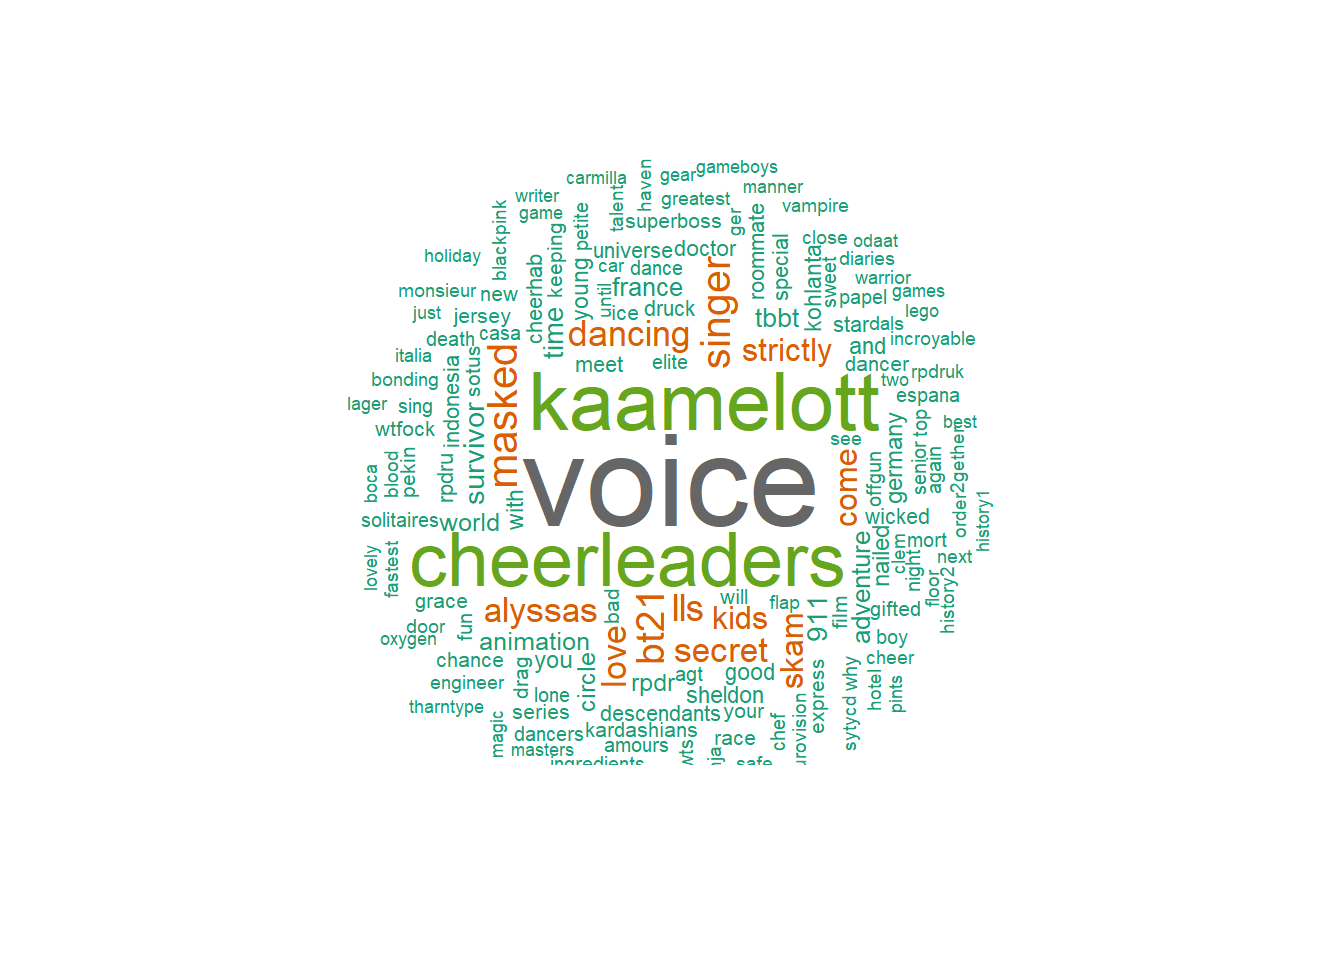 gameboys
carmilla
haven
gear
manner
writer
talent
greatest
vampire
game
blackpink
petite
superboss
ger
roommate
close
odaat
holiday
keeping
universe
doctor
special
diaries
cheerhab
young
car
dance
singer
kohlanta
sweet
warrior
monsieur
new
time
until
france
papel
games
just
jersey
ice
druck
tbbt
star
dals
lego
death
casa
dancing
strictly
and
incroyable
italia
masked
meet
elite
dancer
bonding
indonesia
sotus
kaamelott
two
rpdruk
lager
sing
espana
wtfock
survivor
see
germany
senior
top
best
boca
blood
pekin
rpdru
voice
come
offgun
again
order
2gether
solitaires
world
with
wicked
history1
lovely
fastest
cheerleaders
adventure
nailed
clem
mort
night
next
grace
alyssas
love
bad
bt21
lls
kids
will
flap
skam
911
film
gifted
floor
history2
door
fun
oxygen
animation
secret
boy
chance
drag
you
circle
rpdr
agt
good
express
why
cheer
engineer
lone
sheldon
hotel
pints
tharntype
series
descendants
your
chef
sytycd
magic
dancers
kardashians
race
masters
amours
ingredients
safe